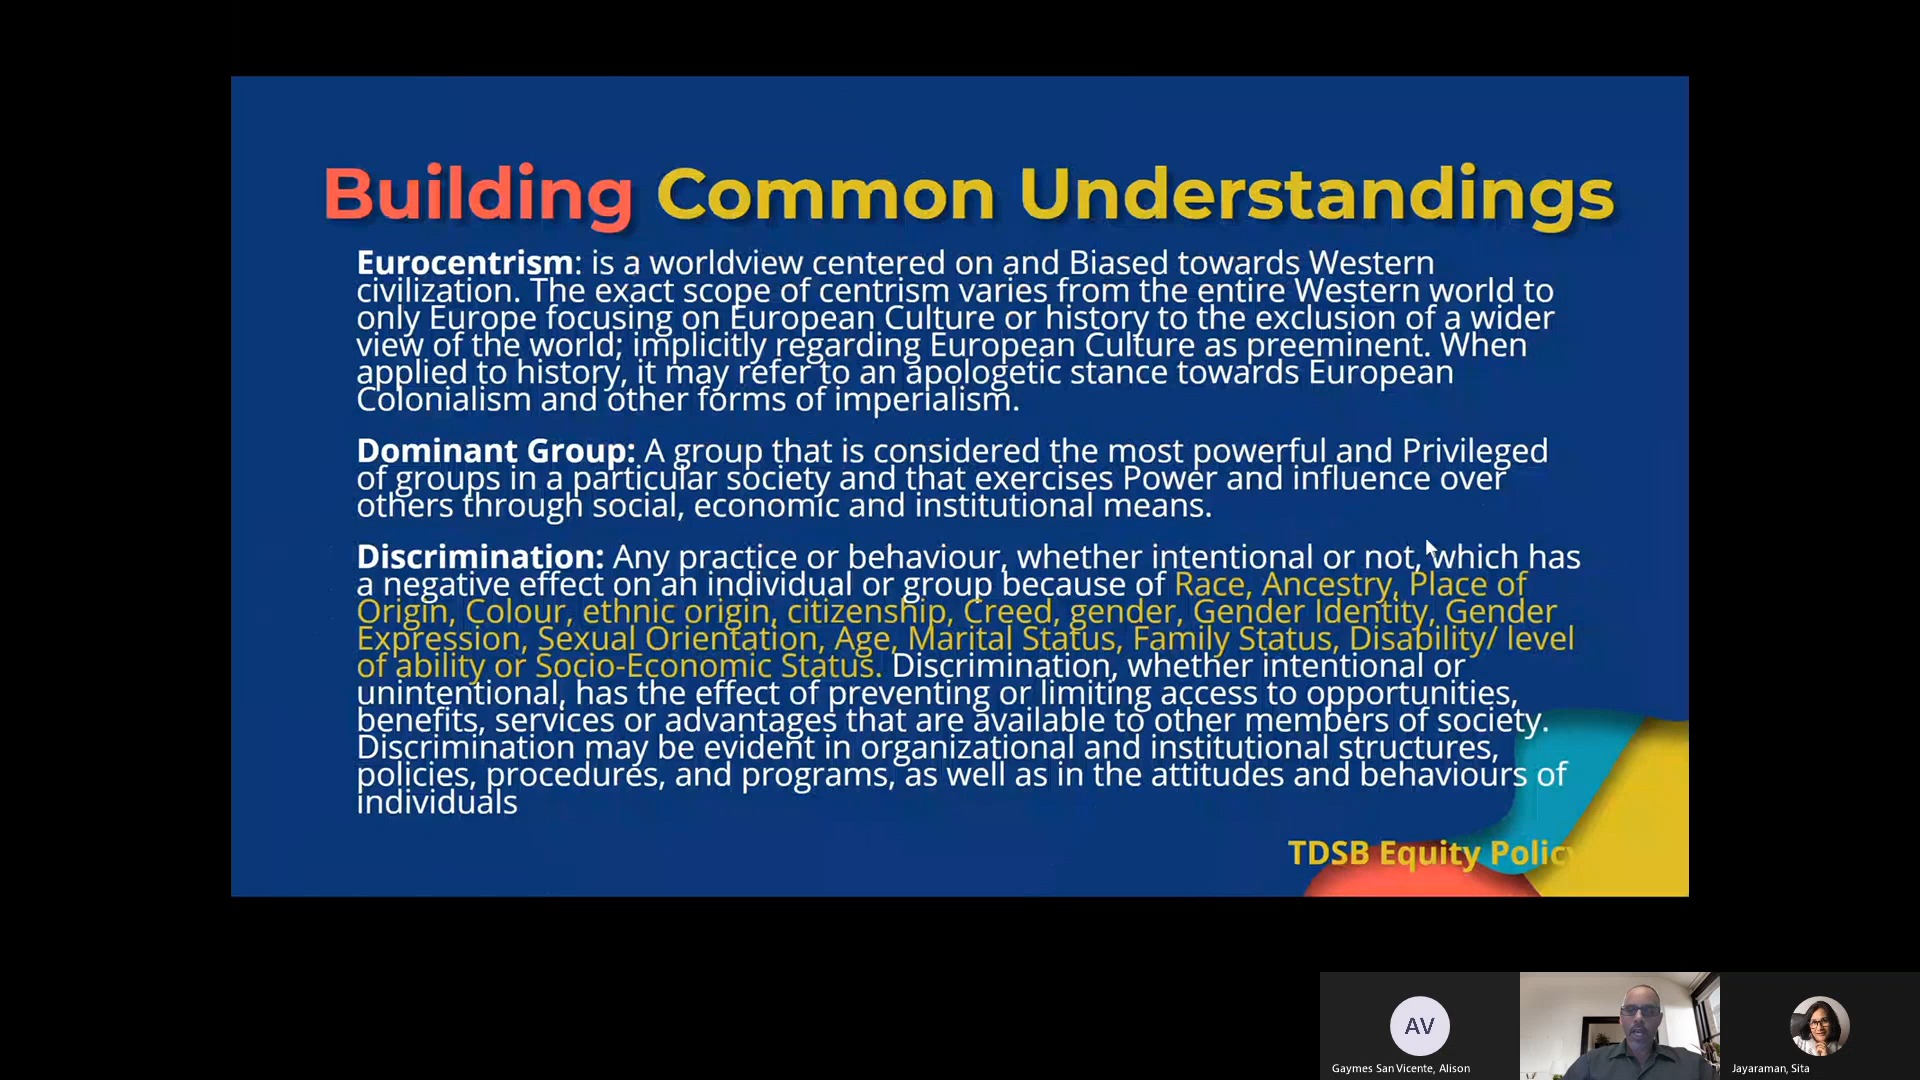 Building Common Understandings
Eurocentrism: is a worldview centered on and Biased towards Western
civilization. The exact scope of centrism varies from the entire Western world to
only Europe focusing on European Culture or history to the exclusion of a wider
view of the world; implicitly regarding European Culture as preeminent. When
applied to history, it may refer to an apologetic stance towards European
Colonialism and other forms of imperialism.
Dominant Group: A group that is considered the most powerful and Privileged
of groups in a particular society and that exercises Power and influence over
others through social, economic and institutional means.
Discrimination: Any practice or behaviour, whether intentional or not, which has
a negative effect on an individual or group because of Race, Ancestry, Place of
Origin, Colour, ethnic origin, citizenship, Creed, gender, Gender Identity, Gender
Expression, Sexual Orientation, Age, Marital Status, Family Status, Disability/ level
of ability or Socio-Economic Status. Discrimination, whether intentional or
unintentional, has the effect of preventing or limiting access to opportunities,
benefits, services or advantages that are available to other members of society.
Discrimination may be evident in organizational and institutional structures,
policies, procedures, and programs, as well as in the attitudes and behaviours of
individuals
TDSB Equity Policy
AV
Gaymes San Vicente, Alison
Jayaraman, Sita